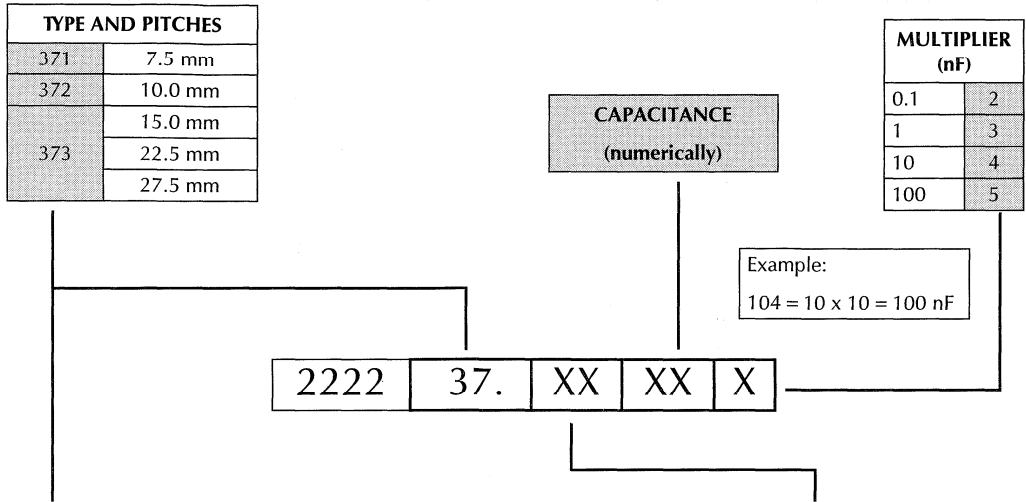 TYPE AND PITCHES
371 7.5 mm
372 10.0 mm
373 15.0 mm
22.5 mm
27.5 mm
CAPACITANCE
(numerically)
MULTIPLIER
(nF)
0.1 2
1 3
10 4
100 5
Example:
104 = 10 x 10 = 100 nF
2222 37. XX XX X